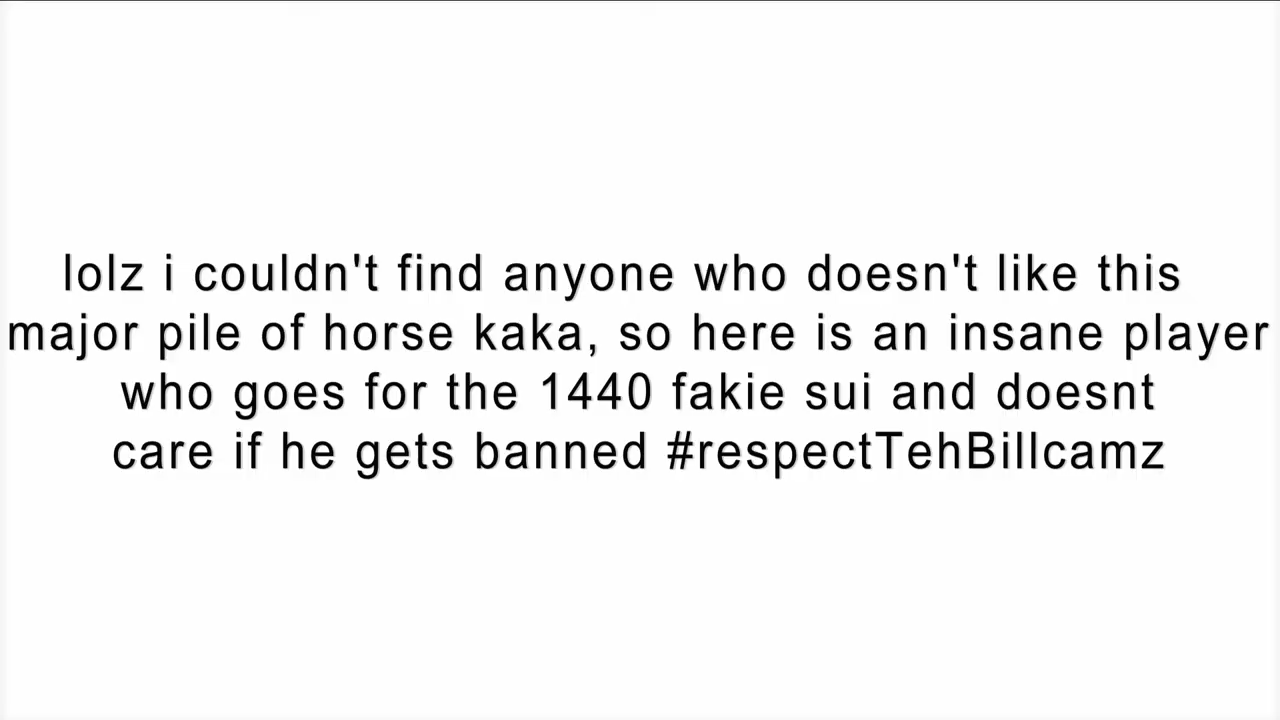 lolz i couldn't find anyone who doesn't like this
major pile of horse kaka, so here is an insane player
who goes for the 1440 fakie sui and doesnt
care if he gets banned #respectTehBillcamz